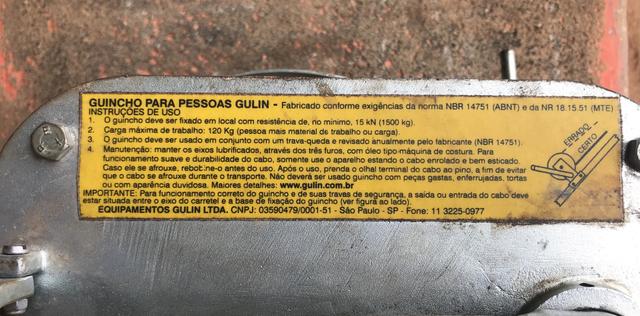 GUINCHO PARA PESSOAS GULIN - Fabricado conforme exigências da norma NBR 14751 (ABNT) e da NR 18.15.51 (MTE)
INSTRUÇÕES DE USO
1. O guincho deve ser fixado em local com resistência de, no mínimo, 15 kN (1500 kg).
2. Carga máxima de trabalho: 120 Kg (pessoa mais material de trabalho ou carga).
3. O guincho deve ser usado em conjunto com um trava-queda e revisado anualmente pelo fabricante (NBR 14751).
4. Manutenção: manter os eixos lubrificados, através dos três furos, com óleo tipo máquina de costura. Para
funcionamento suave e durabilidade do cabo, somente use o aparelho estando o cabo enrolado e bem esticado.
Caso ele se afrouxe, robobine-o antes do uso. Após o uso, prenda o olhal terminal do cabo ao pino, a fim de evitar
que o cabo se afrouxe durante o transporte. Não deverá ser usado guincho com peças gastas, enferrujadas, tortas
ou com aparência duvidosa. Maiores detalhes: www.gulin.com.br
IMPORTANTE: Para funcionamento correto do guincho e de suas travas de segurança, a saída ou entrada do cabo deve
estar situada entre o eixo do carretel e a base de fixação do guincho (ver figura ao lado).
EQUIPAMENTOS GULIN LTDA. CNPJ: 03590479/0001-51 - São Paulo - SP - Fone: 11 3225-0977
ERRADO
CERTO